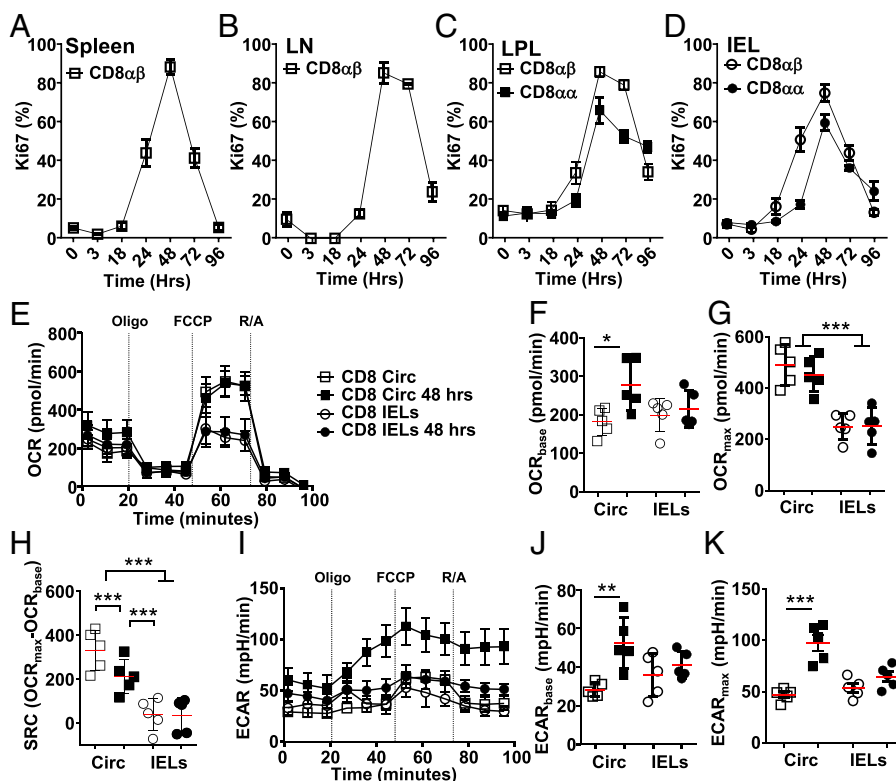 A
Spleen
CD8αβ
Ki67 (%)
100
80
60
40
20
0
0 3 18 24 48 72 96
Time (Hrs)
B
LN
CD8αβ
Ki67 (%)
100
80
60
40
20
0
0 3 18 24 48 72 96
Time (Hrs)
C
LPL
CD8αβ
CD8αα
Ki67 (%)
100
80
60
40
20
0
0 3 18 24 48 72 96
Time (Hrs)
D
IEL
CD8αβ
CD8αα
Ki67 (%)
100
80
60
40
20
0
0 3 18 24 48 72 96
Time (Hrs)
E
Oligo FCCP R/A
OCR (pmol/min)
800
600
400
200
0
0 20 40 60 80 100
Time (minutes)
CD8 Circ
CD8 Circ 48 hrs
CD8 IELs
CD8 IELs 48 hrs
F
OCRbase (pmol/min)
400
300
200
100
0
*
Circ IELs
G
OCRmax (pmol/min)
600
400
200
0
***
Circ IELs
H
SRC (OCRmax-OCRbase)
600
400
200
0
***
***
***
Circ IELs
I
Oligo FCCP R/A
ECAR (mpH/min)
150
100
50
0
0 20 40 60 80 100
Time (minutes)
J
ECARbase (mpH/min)
80
60
40
20
0
**
Circ IELs
K
ECARmax (mpH/min)
150
100
50
0
***
Circ IELs